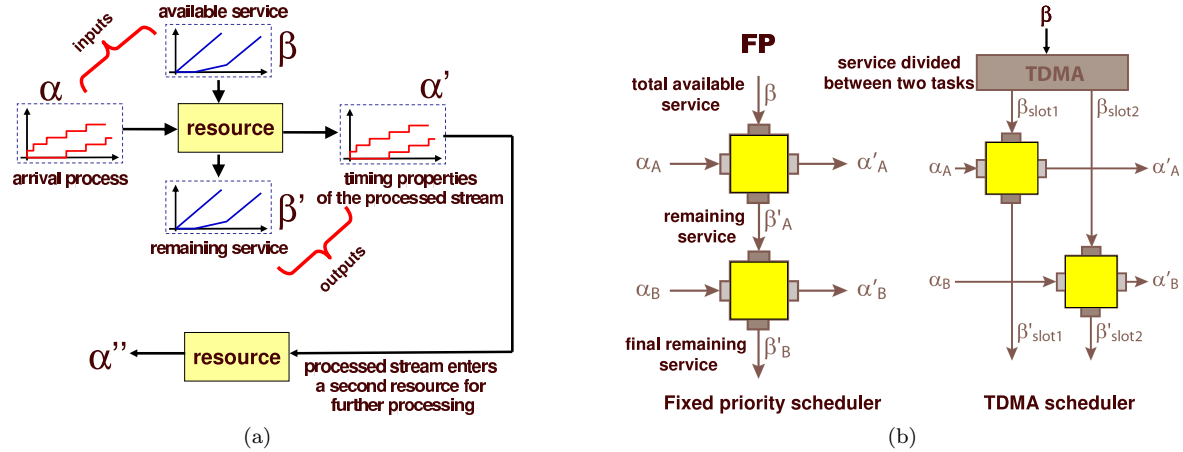 available service
inputs
β
α
α'
resource
arrival process
timing properties
of the processed stream
β'
remaining service
outputs
α''
resource
processed stream enters
a second resource for
further processing
(a)
FP
total available
service
β
α_A
α'_A
remaining
service
β'_A
α_B
α'_B
final remaining
service
β'_B
Fixed priority scheduler
β
service divided
between two tasks
TDMA
β_slot1
β_slot2
α_A
α'_A
α_B
α'_B
β'_slot1
β'_slot2
TDMA scheduler
(b)